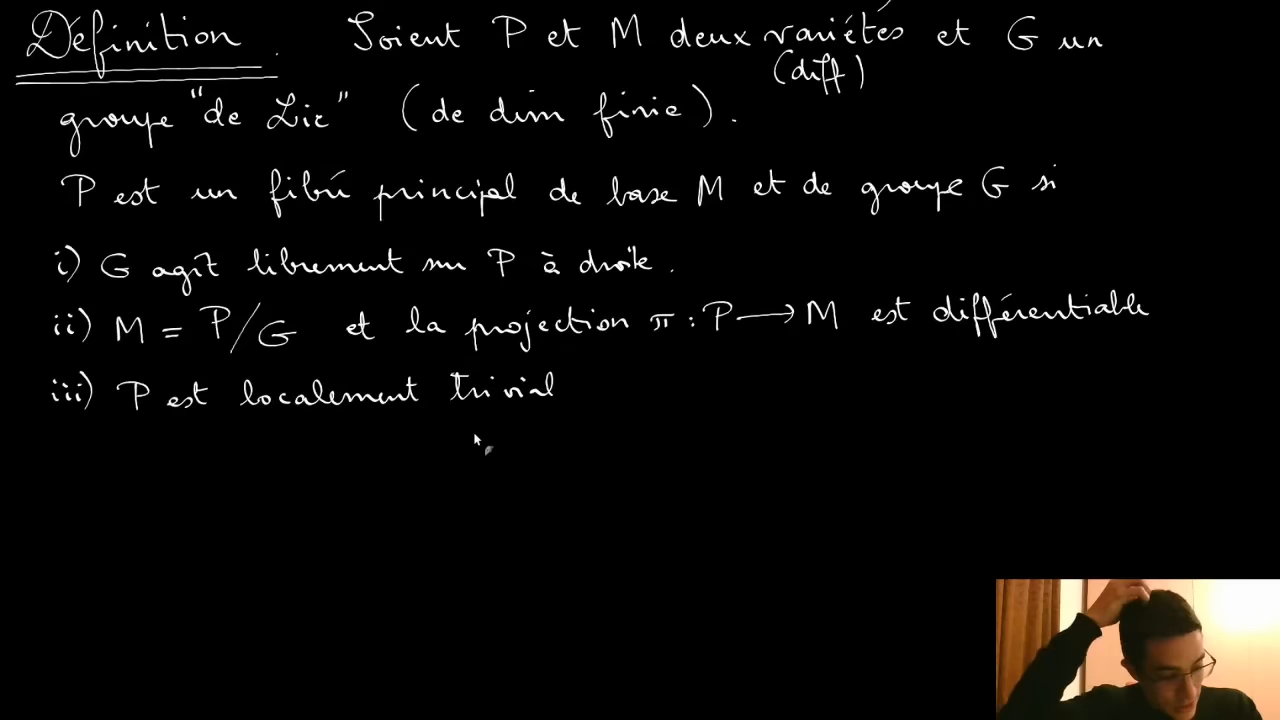 Définition. Soient P et M deux variétés et G un
(diff)
groupe "de Lie" (de dim finie).
P est un fibré principal de base M et de groupe G si
i) G agît librement sur P à droite.
ii) M = P/G et la projection π : P → M est différentiable
iii) P est localement trivial